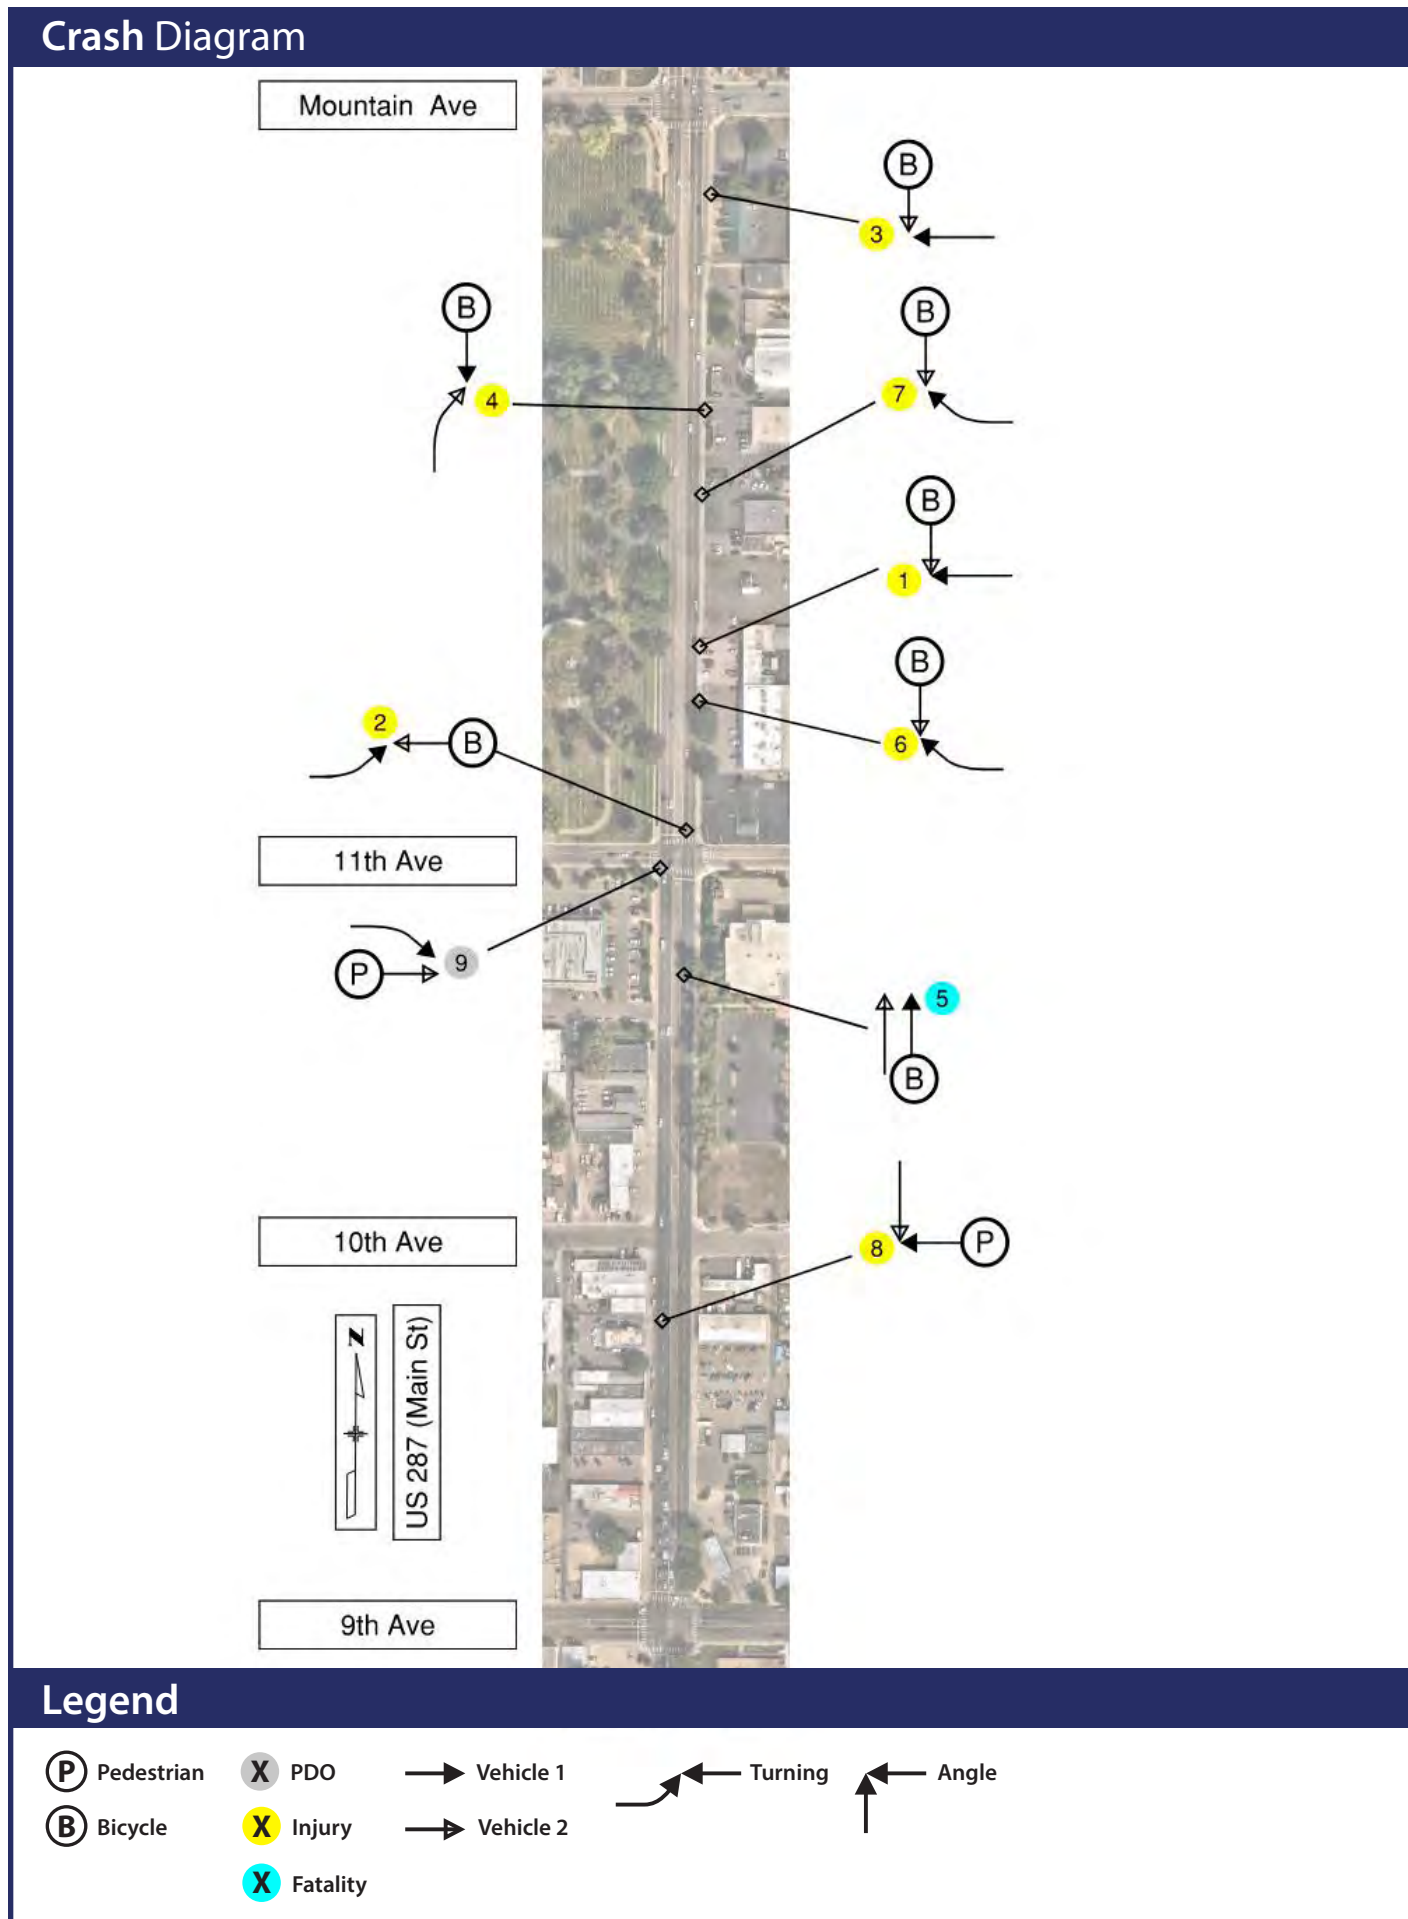 Crash Diagram
Mountain Ave
B
3
B
4
B
7
B
1
B
6
2
B
11th Ave
9
P
5
B
10th Ave
8
P
N
US 287 (Main St)
9th Ave
Legend
P Pedestrian X PDO Vehicle 1 Turning Angle
B Bicycle X Injury Vehicle 2
X Fatality